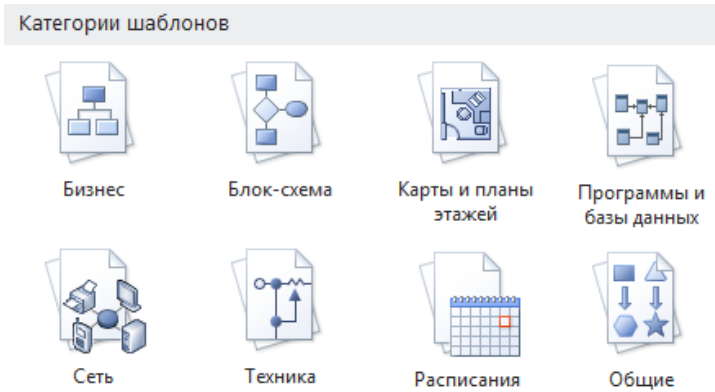 Категории шаблонов
Бизнес
Блок-схема
Карты и планы
этажей
Программы и
базы данных
Сеть
Техника
Расписания
Общие